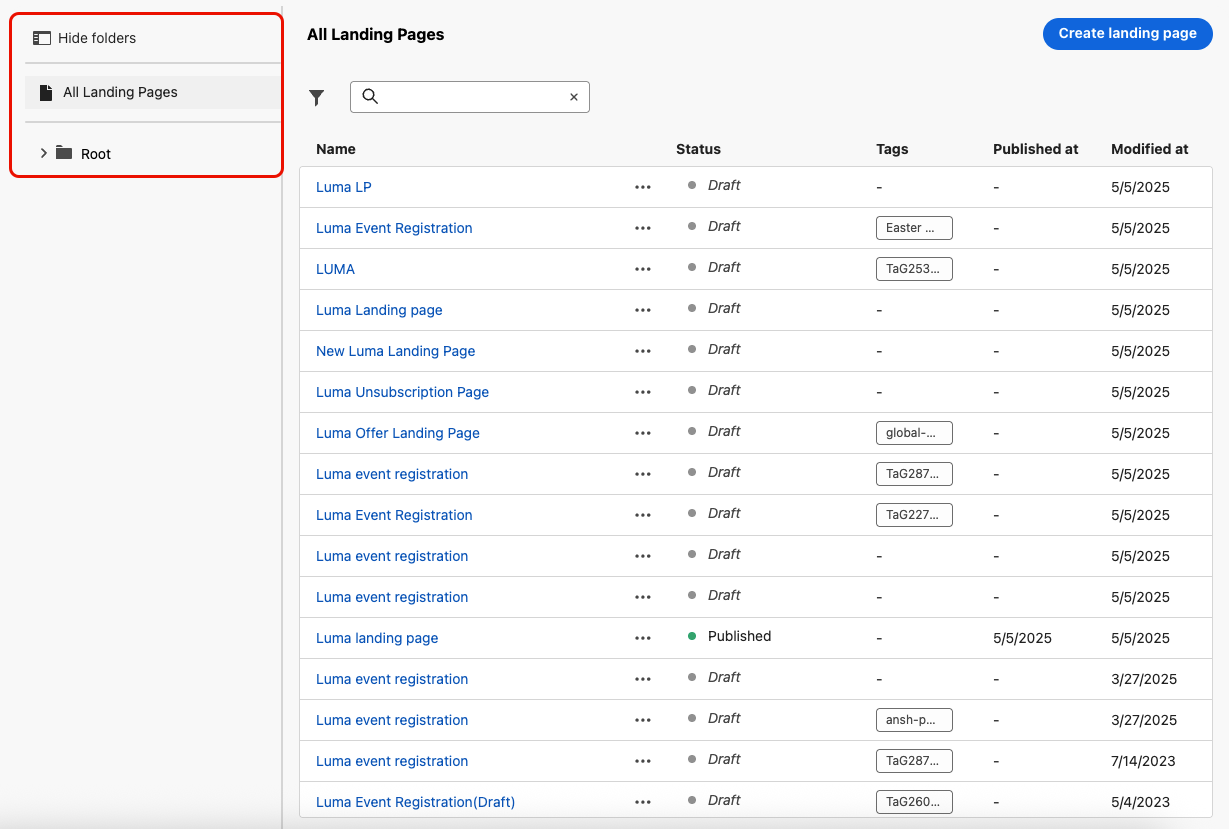 Hide folders
All Landing Pages
Root
All Landing Pages
Create landing page
Name Status Tags Published at Modified at
Luma LP ••• Draft - - 5/5/2025
Luma Event Registration ••• Draft Easter ... - 5/5/2025
LUMA ••• Draft TaG253... - 5/5/2025
Luma Landing page ••• Draft - - 5/5/2025
New Luma Landing Page ••• Draft - - 5/5/2025
Luma Unsubscription Page ••• Draft - - 5/5/2025
Luma Offer Landing Page ••• Draft global-... - 5/5/2025
Luma event registration ••• Draft TaG287... - 5/5/2025
Luma Event Registration ••• Draft TaG227... - 5/5/2025
Luma event registration ••• Draft - - 5/5/2025
Luma event registration ••• Draft - - 5/5/2025
Luma landing page ••• Published - 5/5/2025 5/5/2025
Luma event registration ••• Draft - - 3/27/2025
Luma event registration ••• Draft ansh-p... - 3/27/2025
Luma event registration ••• Draft TaG287... - 7/14/2023
Luma Event Registration(Draft) ••• Draft TaG260... - 5/4/2023